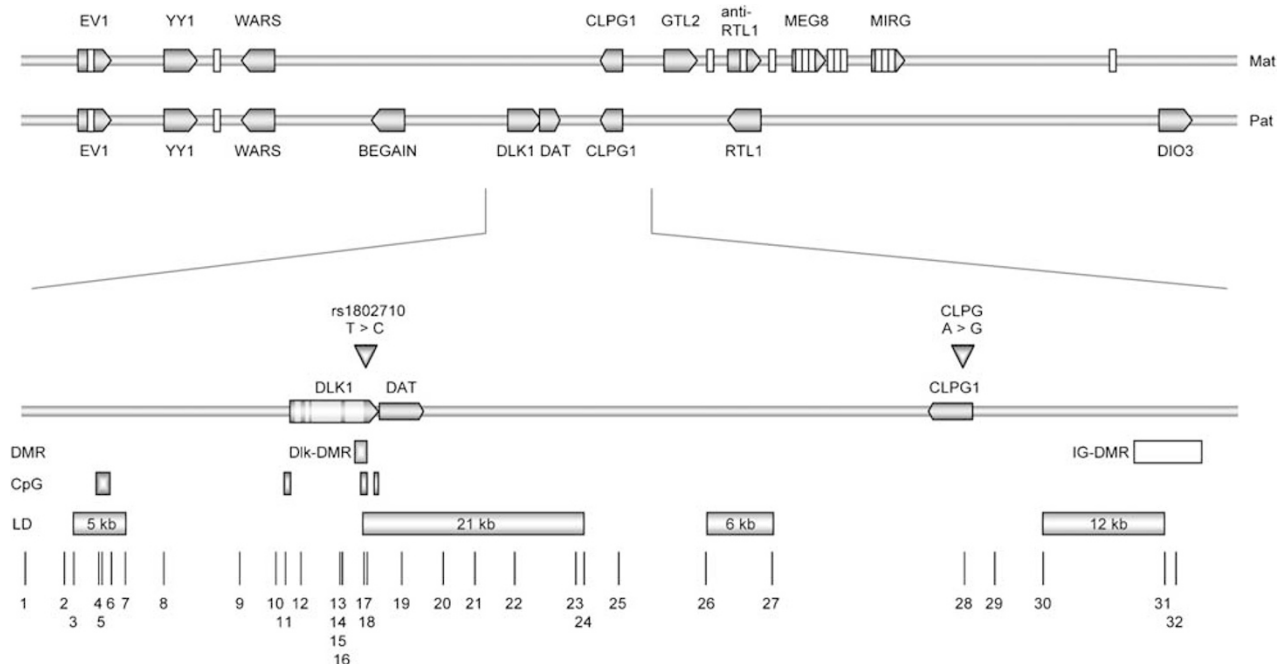 EV1 YY1 WARS CLPG1 GTL2 anti-RTL1 MEG8 MIRG
Mat
Pat
EV1 YY1 WARS BEGAIN DLK1 DAT CLPG1 RTL1 DIO3
rs1802710 CLPG
T > C A > G
DLK1 DAT CLPG1
DMR Dlk-DMR IG-DMR
CpG
LD 5 kb 21 kb 6 kb 12 kb
1 2 4 6 7 8 9 10 12 13 17 19 20 21 22 23 25 26 27 28 29 30 31
3 5 11 14 18 24 32
15
16